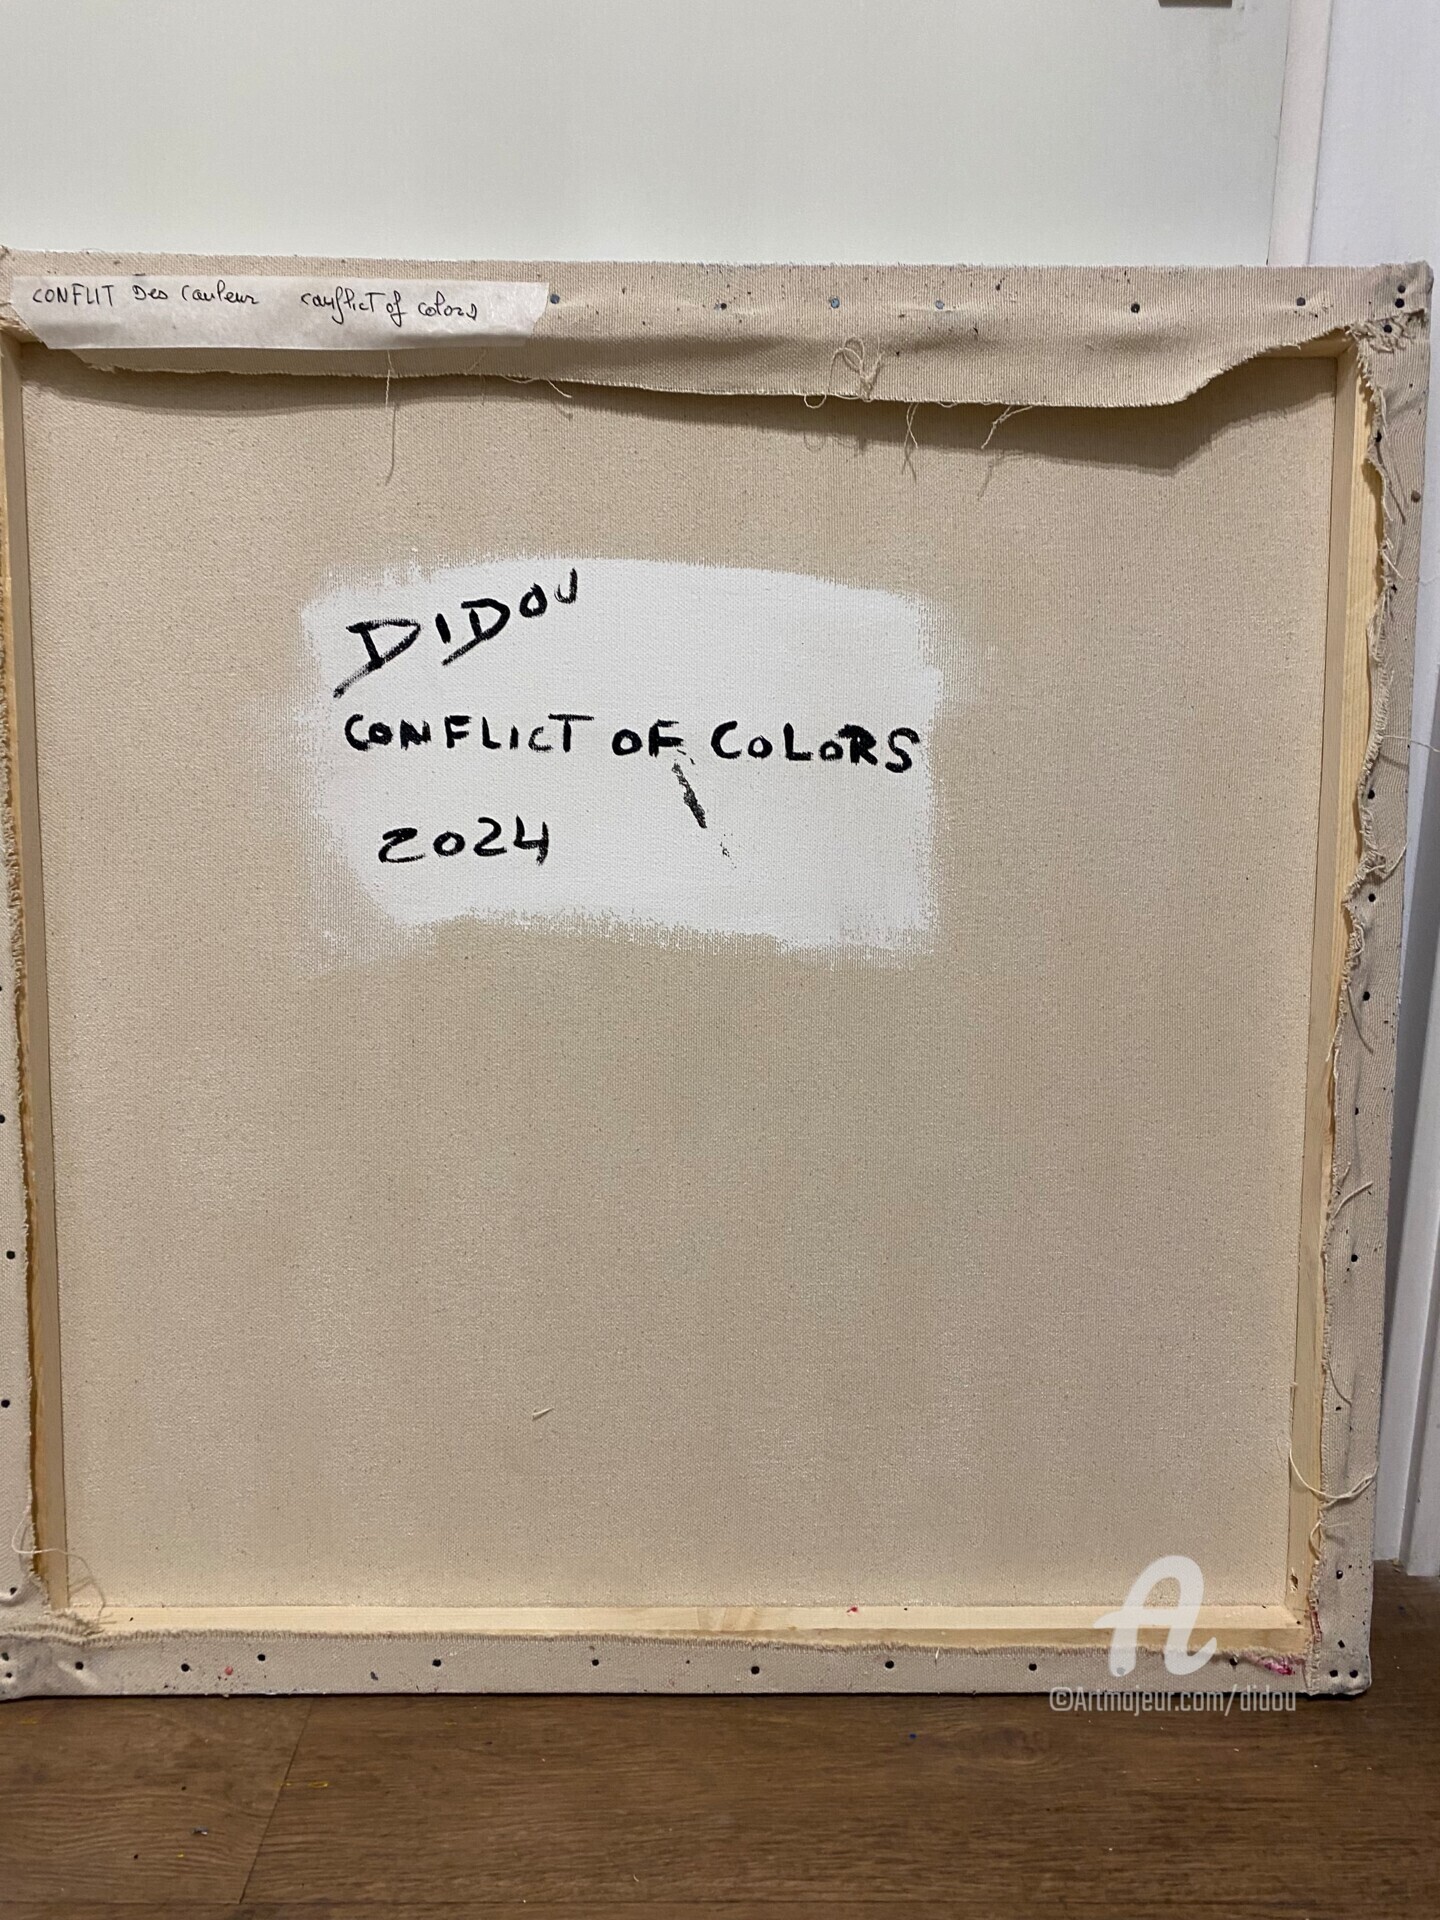 CONFLIT Des Couleur conflict of colors
DIDOU
CONFLICT OF COLORS
2024
©Artmajeur.com/didou